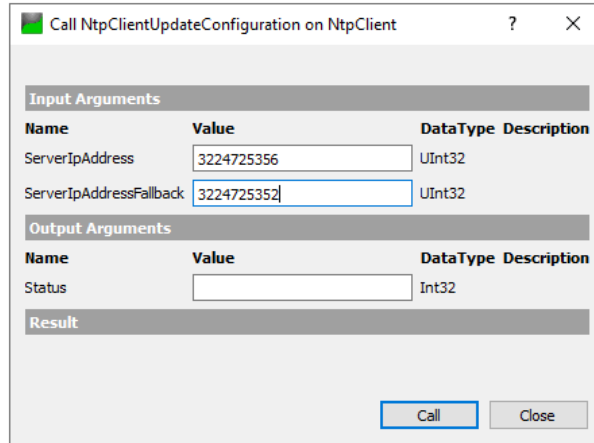 Call NtpClientUpdateConfiguration on NtpClient ?
Input Arguments
Name Value DataType Description
ServerIpAddress 3224725356 UInt32
ServerIpAddressFallback 3224725352 UInt32
Output Arguments
Name Value DataType Description
Status Int32
Result
Call Close